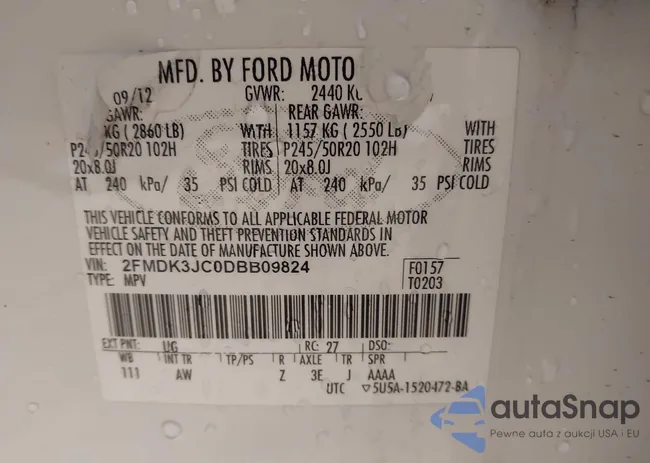 MFD. BY FORD MOTO
09/12 GVWR: 2440 KG
GAWR: REAR GAWR:
KG (2860 LB) WITH 1157 KG (2550 LB) WITH
/50R20 102H TIRES P245/50R20 102H TIRES
20x8.0J RIMS 20x8.0J RIMS
AT 240 kPa/ 35 PSI COLD AT 240 kPa/ 35 PSI COLD
THIS VEHICLE CONFORMS TO ALL APPLICABLE FEDERAL MOTOR
VEHICLE SAFETY AND THEFT PREVENTION STANDARDS IN
EFFECT ON THE DATE OF MANUFACTURE SHOWN ABOVE.
VIN: 2FMDK3JC0DBB09824 F0157
TYPE: MPV T0203
EXT PNT: UG RC: 27 DSO:
WB INT TR TP/PS R AXLE TR SPR
111 AW Z 3E J AAAA
UTC ▽5U5A-1520472-BA
autoSnap
Pewne auta z aukcji USA i EU